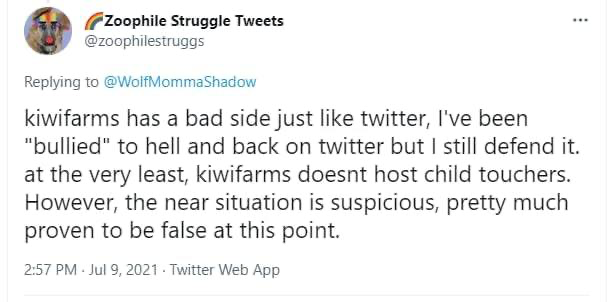 Zoophile Struggle Tweets
@zoophilestruggs
Replying to @WolfMommaShadow
kiwifarms has a bad side just like twitter, I've been
"bullied" to hell and back on twitter but I still defend it.
at the very least, kiwifarms doesnt host child touchers.
However, the near situation is suspicious, pretty much
proven to be false at this point.
2:57 PM · Jul 9, 2021 · Twitter Web App